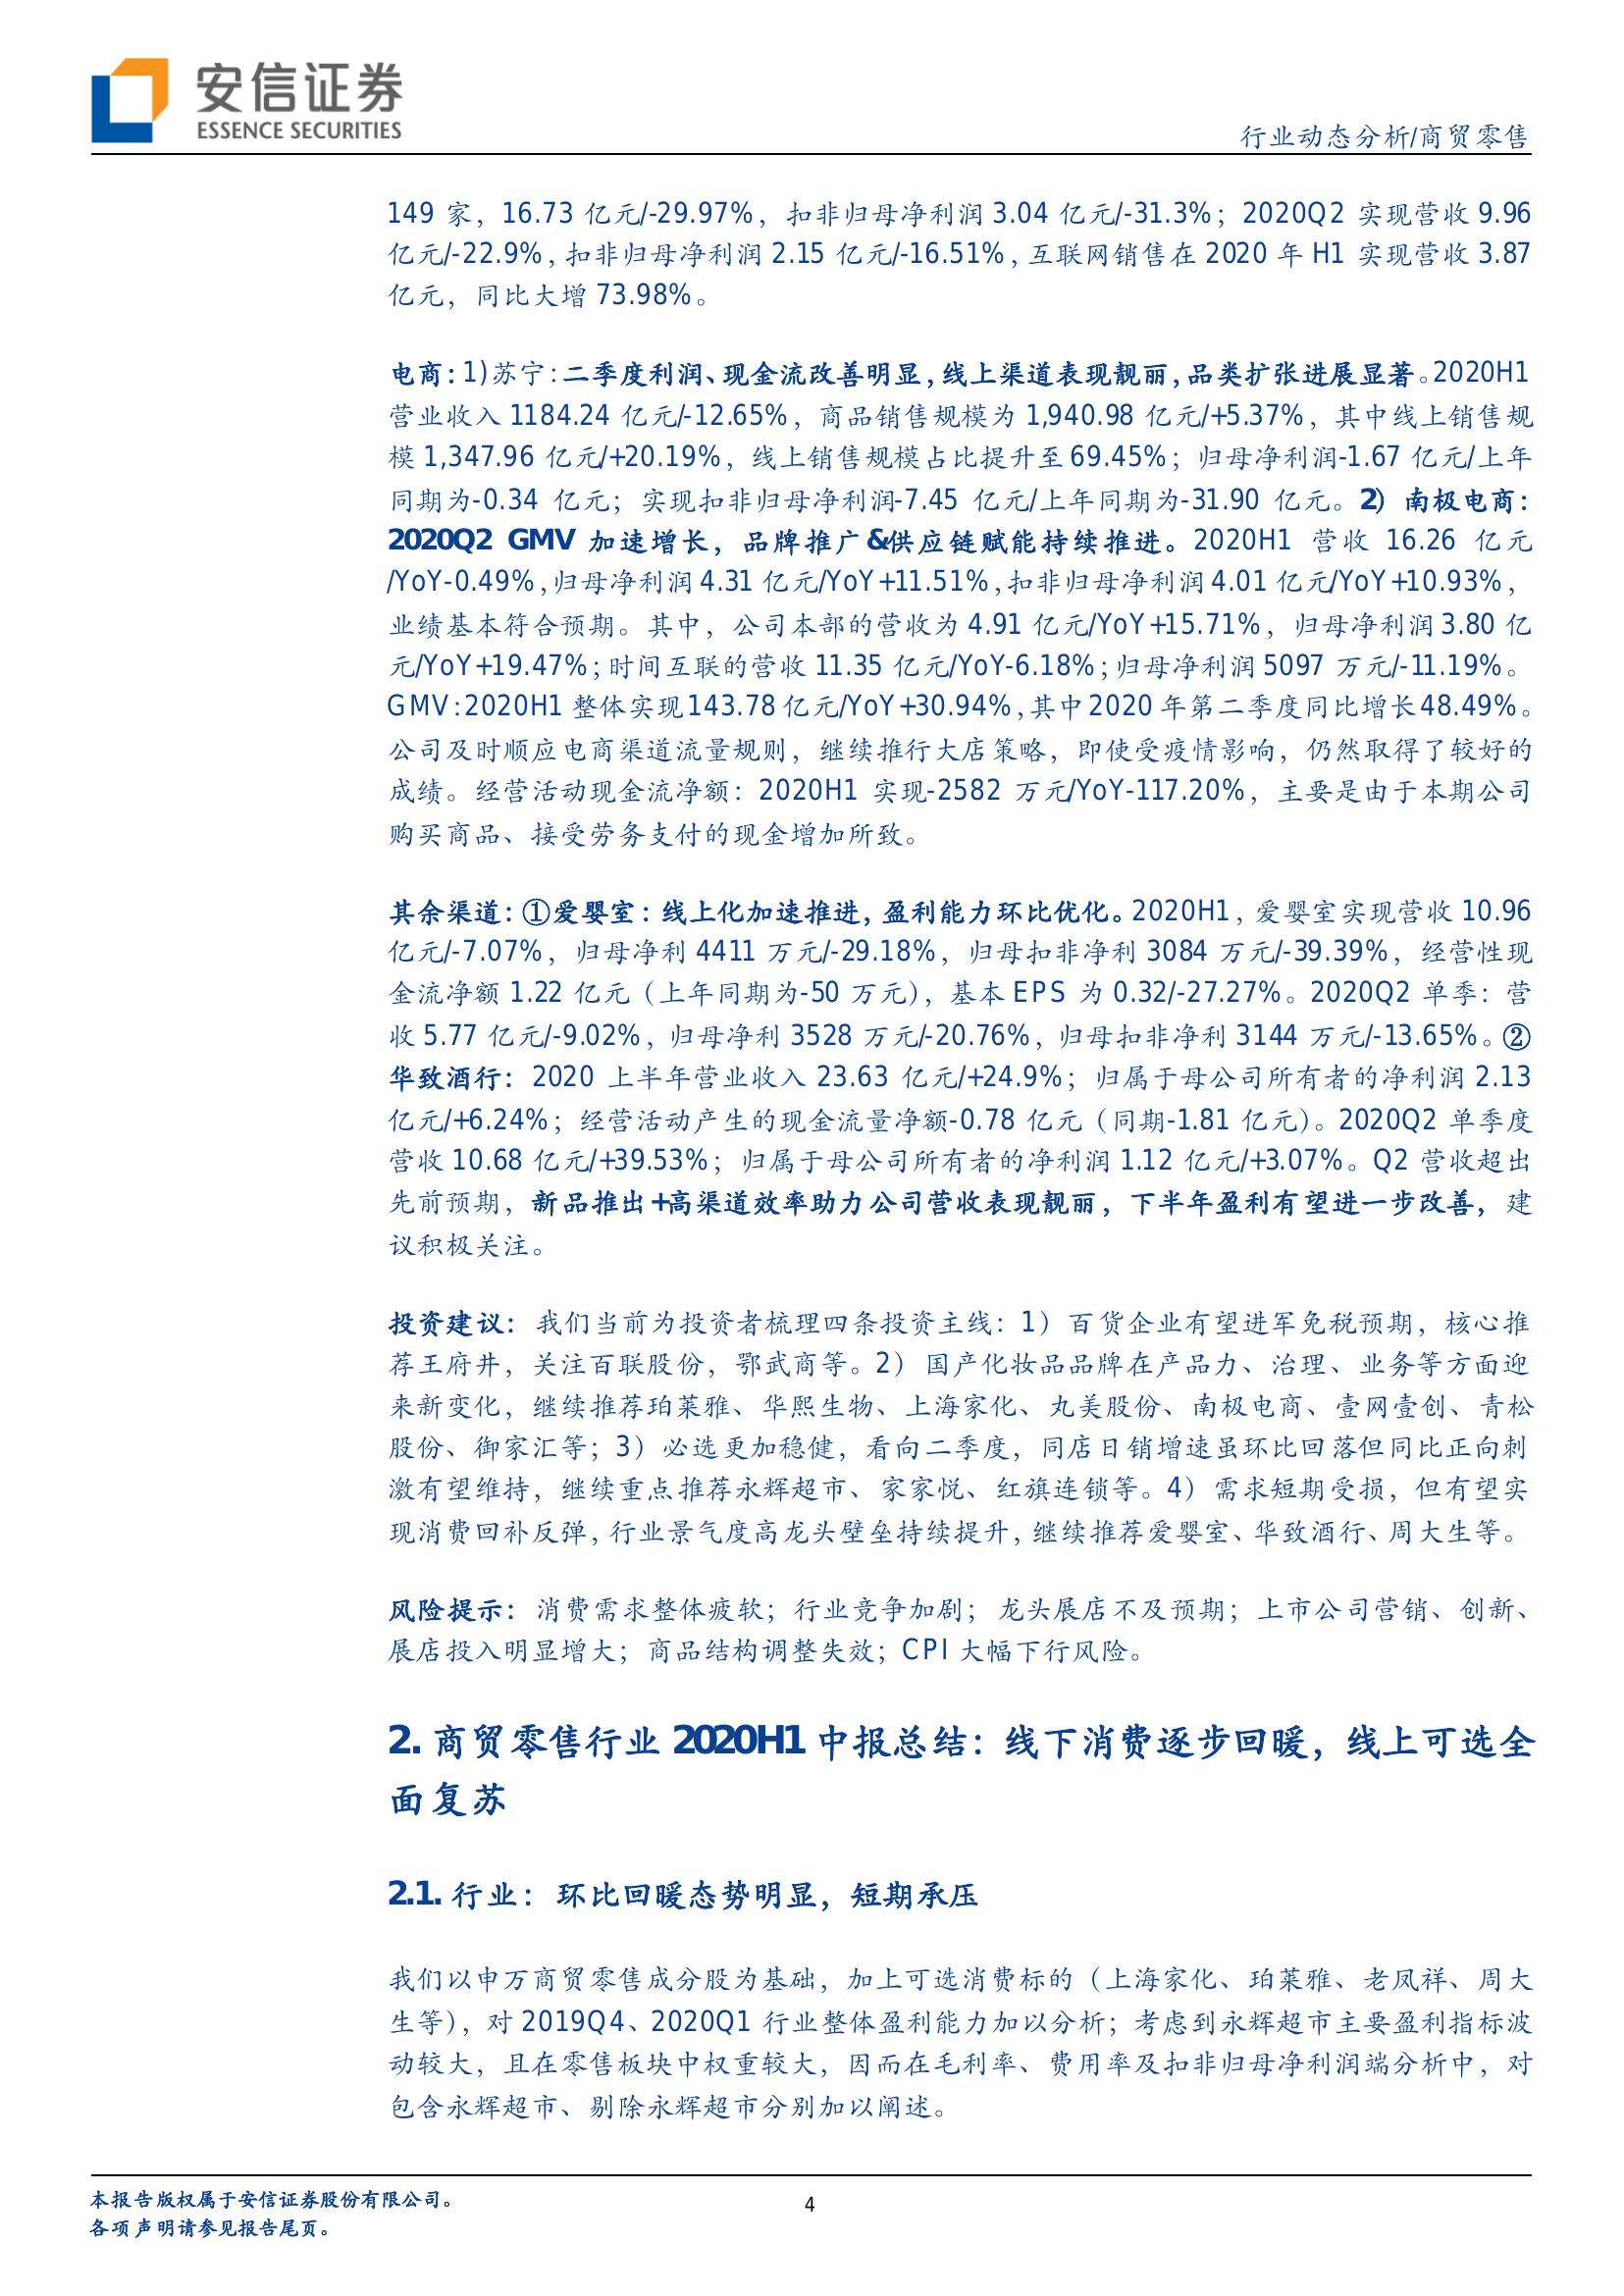 安信证券
ESSENCE SECURITIES
行业动态分析/商贸零售
149 家，16.73 亿元/-29.97%，扣非归母净利润 3.04 亿元/-31.3%；2020Q2 实现营收 9.96
亿元/-22.9%，扣非归母净利润 2.15 亿元/-16.51%，互联网销售在 2020 年 H1 实现营收 3.87
亿元，同比大增 73.98%。
电商：1)苏宁：二季度利润、现金流改善明显，线上渠道表现靓丽，品类扩张进展显著。2020H1
营业收入 1184.24 亿元/-12.65%，商品销售规模为 1,940.98 亿元/+5.37%，其中线上销售规
模 1,347.96 亿元/+20.19%，线上销售规模占比提升至 69.45%；归母净利润-1.67 亿元/上年
同期为-0.34 亿元；实现扣非归母净利润-7.45 亿元/上年同期为-31.90 亿元。2）南极电商：
2020Q2 GMV 加速增长，品牌推广&供应链赋能持续推进。2020H1 营收 16.26 亿元
/YoY-0.49%，归母净利润 4.31 亿元/YoY+11.51%，扣非归母净利润 4.01 亿元/YoY+10.93%，
业绩基本符合预期。其中，公司本部的营收为 4.91 亿元/YoY+15.71%，归母净利润 3.80 亿
元/YoY+19.47%；时间互联的营收 11.35 亿元/YoY-6.18%；归母净利润 5097 万元/-11.19%。
GMV：2020H1 整体实现 143.78 亿元/YoY+30.94%，其中 2020 年第二季度同比增长 48.49%。
公司及时顺应电商渠道流量规则，继续推行大店策略，即使受疫情影响，仍然取得了较好的
成绩。经营活动现金流净额：2020H1 实现-2582 万元/YoY-117.20%，主要是由于本期公司
购买商品、接受劳务支付的现金增加所致。
其余渠道：①爱婴室：线上化加速推进，盈利能力环比优化。2020H1，爱婴室实现营收 10.96
亿元/-7.07%，归母净利 4411 万元/-29.18%，归母扣非净利 3084 万元/-39.39%，经营性现
金流净额 1.22 亿元（上年同期为-50 万元），基本 EPS 为 0.32/-27.27%。2020Q2 单季：营
收 5.77 亿元/-9.02%，归母净利 3528 万元/-20.76%，归母扣非净利 3144 万元/-13.65%。②
华致酒行：2020 上半年营业收入 23.63 亿元/+24.9%；归属于母公司所有者的净利润 2.13
亿元/+6.24%；经营活动产生的现金流量净额-0.78 亿元（同期-1.81 亿元）。2020Q2 单季度
营收 10.68 亿元/+39.53%；归属于母公司所有者的净利润 1.12 亿元/+3.07%。Q2 营收超出
先前预期，新品推出+高渠道效率助力公司营收表现靓丽，下半年盈利有望进一步改善，建
议积极关注。
投资建议：我们当前为投资者梳理四条投资主线：1）百货企业有望进军免税预期，核心推
荐王府井，关注百联股份，鄂武商等。2）国产化妆品品牌在产品力、治理、业务等方面迎
来新变化，继续推荐珀莱雅、华熙生物、上海家化、丸美股份、南极电商、壹网壹创、青松
股份、御家汇等；3）必选更加稳健，看向二季度，同店日销增速虽环比回落但同比正向刺
激有望维持，继续重点推荐永辉超市、家家悦、红旗连锁等。4）需求短期受损，但有望实
现消费回补反弹，行业景气度高龙头壁垒持续提升，继续推荐爱婴室、华致酒行、周大生等。
风险提示：消费需求整体疲软；行业竞争加剧；龙头展店不及预期；上市公司营销、创新、
展店投入明显增大；商品结构调整失效；CPI 大幅下行风险。
2. 商贸零售行业 2020H1 中报总结：线下消费逐步回暖，线上可选全
面复苏
2.1. 行业：环比回暖态势明显，短期承压
我们以申万商贸零售成分股为基础，加上可选消费标的（上海家化、珀莱雅、老凤祥、周大
生等），对 2019Q4、2020Q1 行业整体盈利能力加以分析；考虑到永辉超市主要盈利指标波
动较大，且在零售板块中权重较大，因而在毛利率、费用率及扣非归母净利润端分析中，对
包含永辉超市、剔除永辉超市分别加以阐述。
本报告版权属于安信证券股份有限公司。
各项声明请参见报告尾页。
4